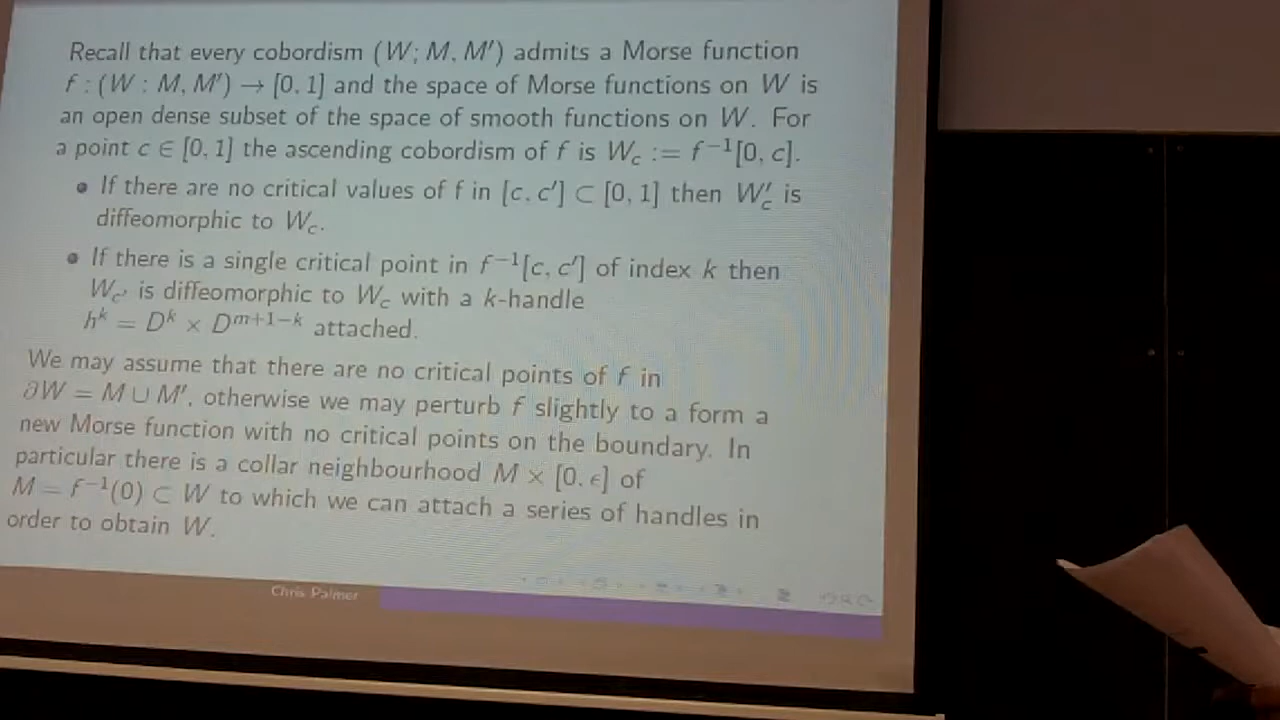 Recall that every cobordism (W; M, M′) admits a Morse function
f : (W : M, M′) → [0, 1] and the space of Morse functions on W is
an open dense subset of the space of smooth functions on W. For
a point c ∈ [0, 1] the ascending cobordism of f is W_c := f⁻¹[0, c].
• If there are no critical values of f in [c, c′] ⊂ [0, 1] then W′_c is
diffeomorphic to W_c.
• If there is a single critical point in f⁻¹[c, c′] of index k then
W_c′ is diffeomorphic to W_c with a k-handle
h^k = D^k × D^{m+1−k} attached.
We may assume that there are no critical points of f in
∂W = M ∪ M′, otherwise we may perturb f slightly to a form a
new Morse function with no critical points on the boundary. In
particular there is a collar neighbourhood M × [0, ϵ] of
M = f⁻¹(0) ⊂ W to which we can attach a series of handles in
order to obtain W.
Chris Palmer